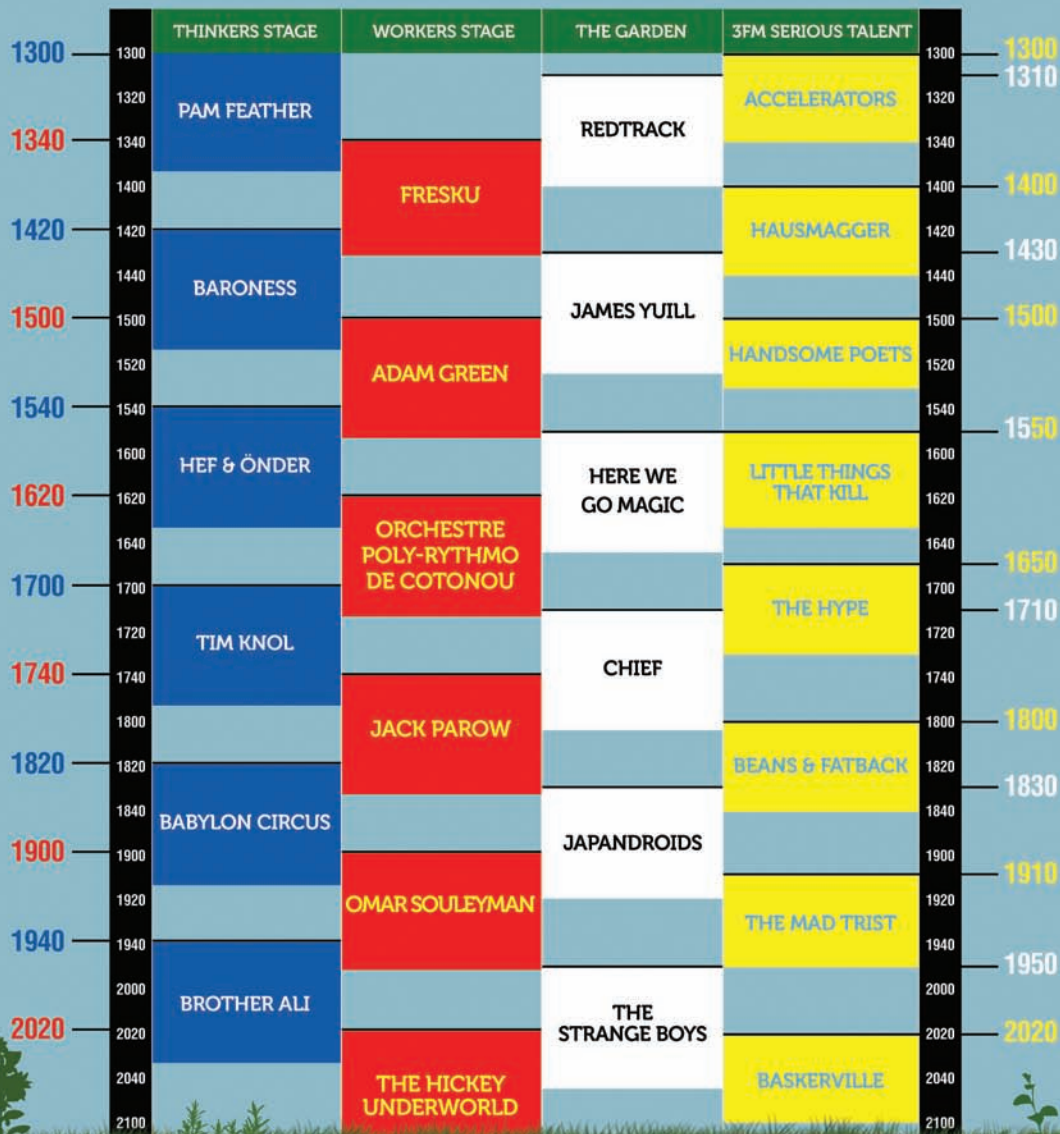 THINKERS STAGE
WORKERS STAGE
THE GARDEN
3FM SERIOUS TALENT
1300
1340
1420
1500
1540
1620
1700
1740
1820
1900
1940
2020
1300
1320
1340
1400
1420
1440
1500
1520
1540
1600
1620
1640
1700
1720
1740
1800
1820
1840
1900
1920
1940
2000
2020
2040
2100
PAM FEATHER
BARONESS
HEF & ÖNDER
TIM KNOL
BABYLON CIRCUS
BROTHER ALI
FRESKU
ADAM GREEN
ORCHESTRE
POLY-RYTHMO
DE COTONOU
JACK PAROW
OMAR SOULEYMAN
THE HICKEY
UNDERWORLD
REDTRACK
JAMES YUILL
HERE WE
GO MAGIC
CHIEF
JAPANDROIDS
THE
STRANGE BOYS
ACCELERATORS
HAUSMAGGER
HANDSOME POETS
LITTLE THINGS
THAT KILL
THE HYPE
BEANS & FATBACK
THE MAD TRIST
BASKERVILLE
1300
1320
1340
1400
1420
1440
1500
1520
1540
1600
1620
1640
1700
1720
1740
1800
1820
1840
1900
1920
1940
2000
2020
2040
2100
1300
1310
1400
1430
1500
1550
1650
1710
1800
1830
1910
1950
2020